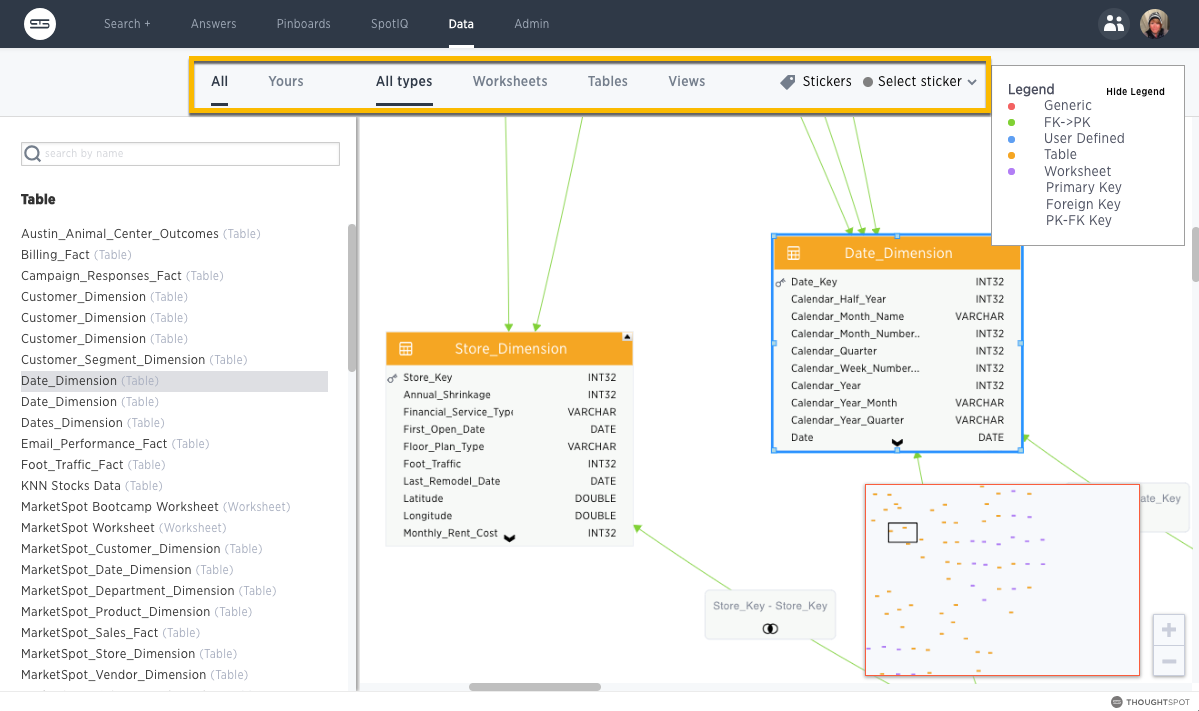 Search + Answers Pinboards SpotIQ Data Admin
All Yours All types Worksheets Tables Views Stickers Select sticker
Legend Hide Legend
Generic
FK->PK
User Defined
Table
Worksheet
Primary Key
Foreign Key
PK-FK Key
search by name
Table
Austin_Animal_Center_Outcomes (Table)
Billing_Fact (Table)
Campaign_Responses_Fact (Table)
Customer_Dimension (Table)
Customer_Dimension (Table)
Customer_Dimension (Table)
Customer_Segment_Dimension (Table)
Date_Dimension (Table)
Date_Dimension (Table)
Dates_Dimension (Table)
Email_Performance_Fact (Table)
Foot_Traffic_Fact (Table)
KNN Stocks Data (Table)
MarketSpot Bootcamp Worksheet (Worksheet)
MarketSpot Worksheet (Worksheet)
MarketSpot_Customer_Dimension (Table)
MarketSpot_Date_Dimension (Table)
MarketSpot_Department_Dimension (Table)
MarketSpot_Product_Dimension (Table)
MarketSpot_Sales_Fact (Table)
MarketSpot_Store_Dimension (Table)
MarketSpot_Vendor_Dimension (Table)
Store_Dimension
Store_Key INT32
Annual_Shrinkage INT32
Financial_Service_Type VARCHAR
First_Open_Date DATE
Floor_Plan_Type VARCHAR
Foot_Traffic INT32
Last_Remodel_Date DATE
Latitude DOUBLE
Longitude DOUBLE
Monthly_Rent_Cost INT32
Date_Dimension
Date_Key INT32
Calendar_Half_Year INT32
Calendar_Month_Name VARCHAR
Calendar_Month_Number.. INT32
Calendar_Quarter INT32
Calendar_Week_Number... INT32
Calendar_Year INT32
Calendar_Year_Month VARCHAR
Calendar_Year_Quarter VARCHAR
Date DATE
ate_Key
Store_Key - Store_Key
THOUGHTSPOT